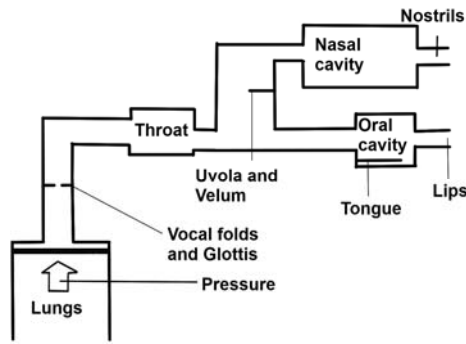 Nostrils
Nasal
cavity
Throat
Oral
cavity
Uvola and
Velum
Lips
Tongue
Vocal folds
and Glottis
Pressure
Lungs